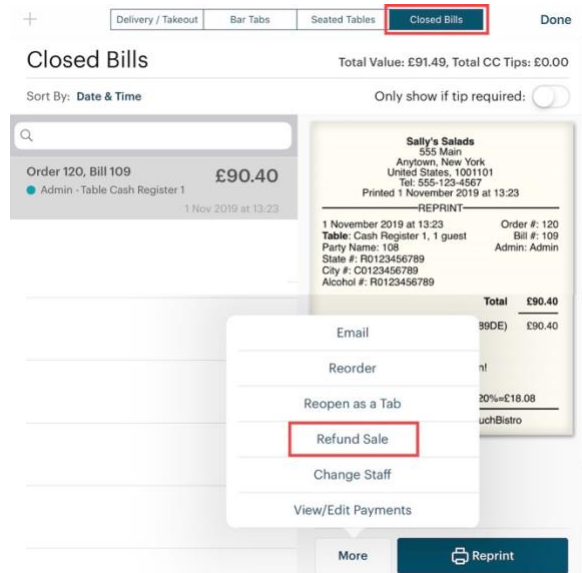 Delivery / Takeout Bar Tabs Seated Tables Closed Bills Done
Closed Bills
Total Value: £91.49, Total CC Tips: £0.00
Sort By: Date & Time
Only show if tip required:
Order 120, Bill 109
£90.40
Admin - Table Cash Register 1
1 Nov 2019 at 13:23
Sally's Salads
555 Main
Anytown, New York
United States, 1001101
Tel: 555-123-4567
Printed 1 November 2019 at 13:23
REPRINT
1 November 2019 at 13:23 Order #: 120
Table: Cash Register 1, 1 guest Bill #: 109
Party Name: 108 Admin: Admin
State #: R0123456789
City #: C0123456789
Alcohol #: R0123456789
Total £90.40
89DE) £90.40
n!
20%=£18.08
uchBistro
Email
Reorder
Reopen as a Tab
Refund Sale
Change Staff
View/Edit Payments
More
Reprint